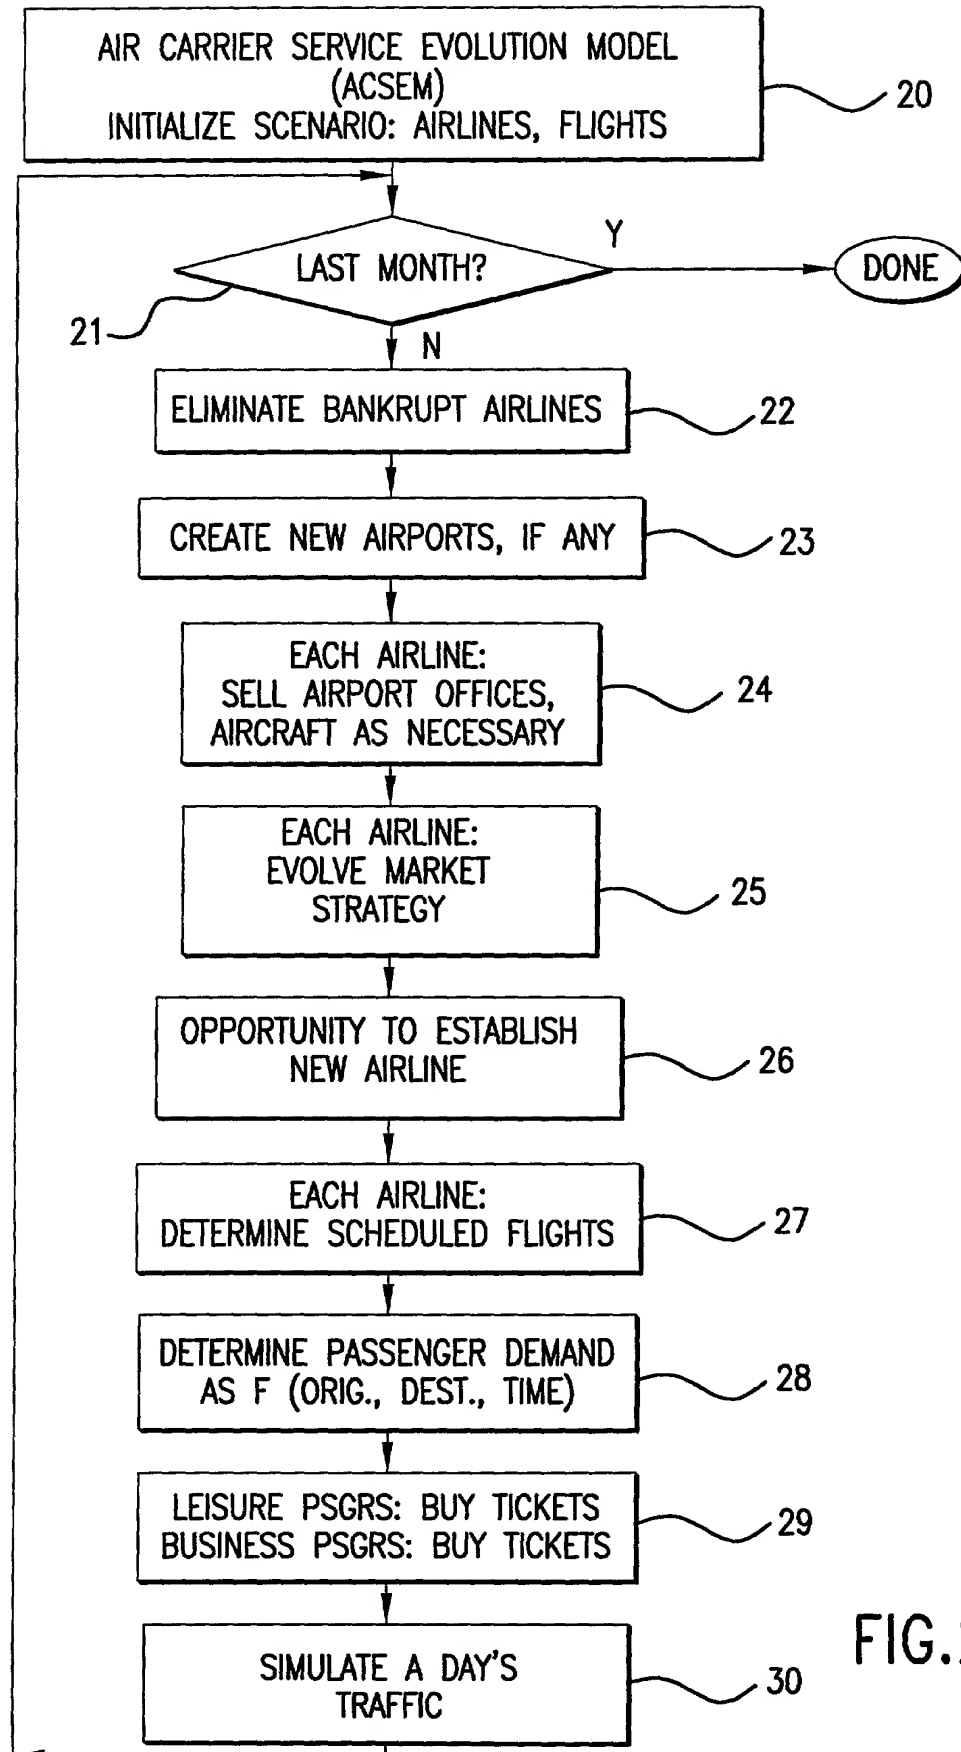 AIR CARRIER SERVICE EVOLUTION MODEL
(ACSEM)
INITIALIZE SCENARIO: AIRLINES, FLIGHTS
20
LAST MONTH?
Y
DONE
21
N
ELIMINATE BANKRUPT AIRLINES
22
CREATE NEW AIRPORTS, IF ANY
23
EACH AIRLINE:
SELL AIRPORT OFFICES,
AIRCRAFT AS NECESSARY
24
EACH AIRLINE:
EVOLVE MARKET
STRATEGY
25
OPPORTUNITY TO ESTABLISH
NEW AIRLINE
26
EACH AIRLINE:
DETERMINE SCHEDULED FLIGHTS
27
DETERMINE PASSENGER DEMAND
AS F (ORIG., DEST., TIME)
28
LEISURE PSGRS: BUY TICKETS
BUSINESS PSGRS: BUY TICKETS
29
SIMULATE A DAY'S
TRAFFIC
30
FIG.